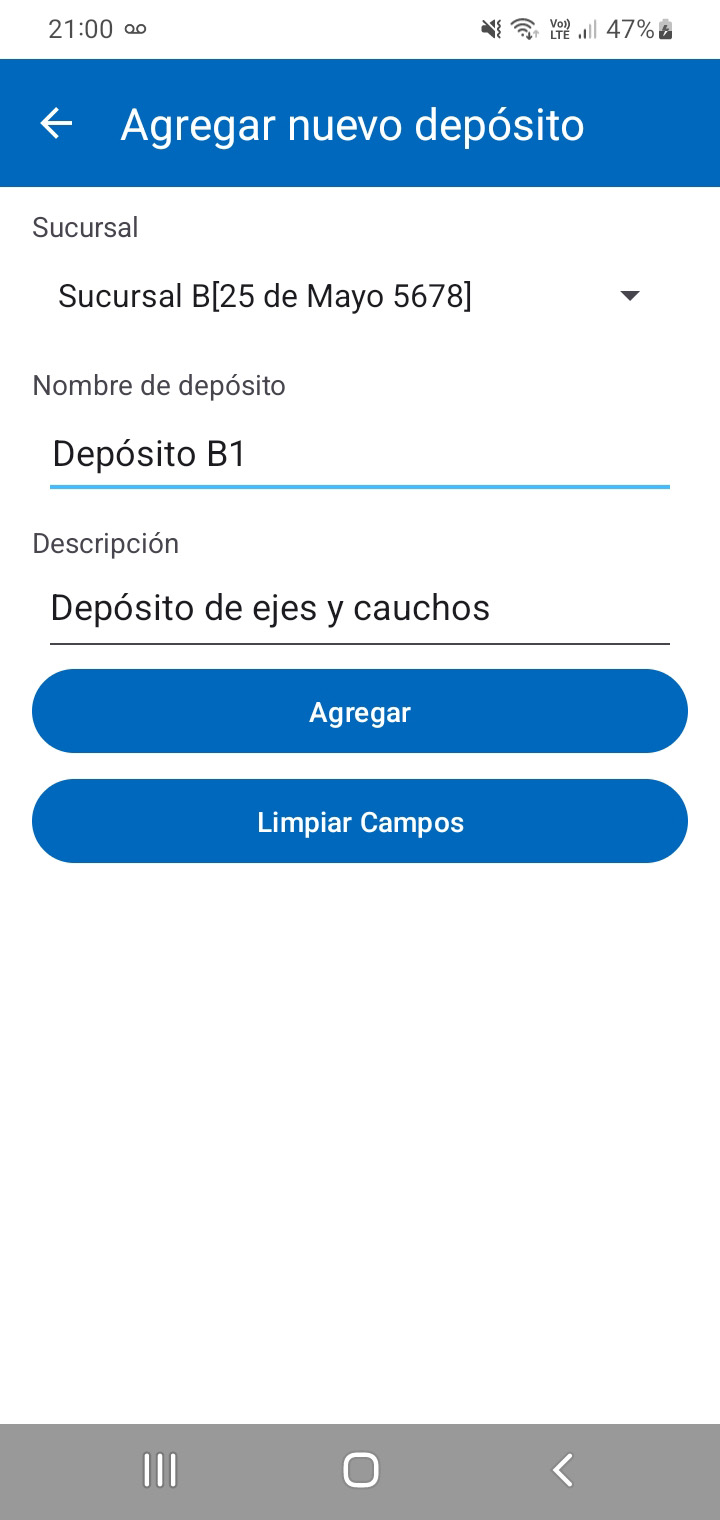 21:00
Vo)) LTE 47%
Agregar nuevo depósito
Sucursal
Sucursal B[25 de Mayo 5678]
Nombre de depósito
Depósito B1
Descripción
Depósito de ejes y cauchos
Agregar
Limpiar Campos